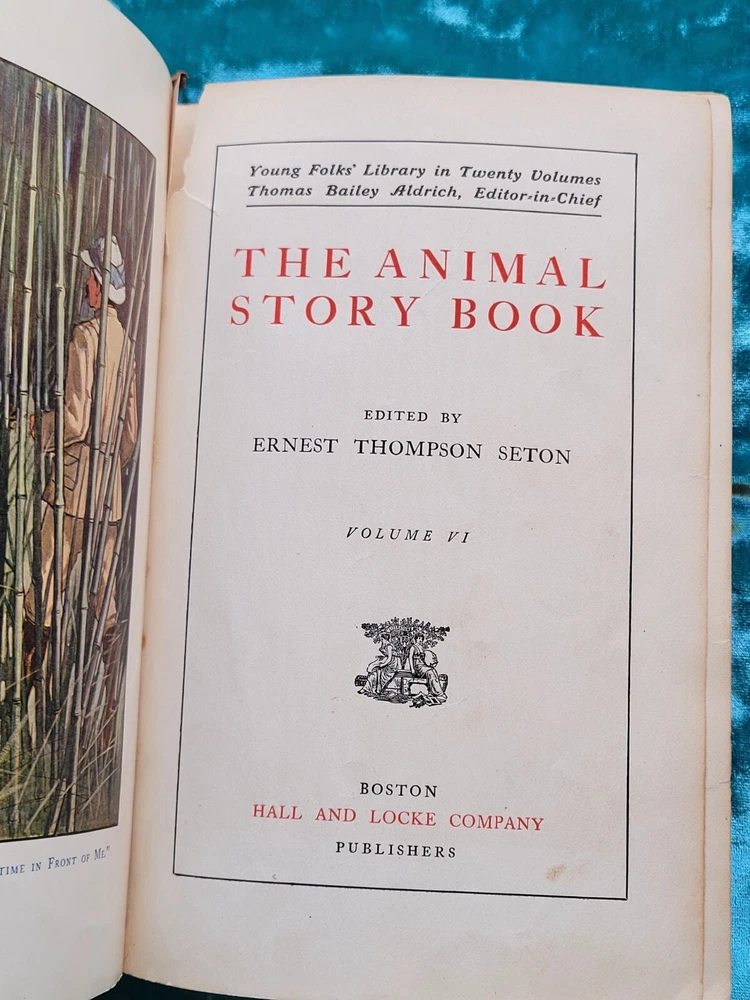 Young Folks' Library in Twenty Volumes
Thomas Bailey Aldrich, Editor-in-Chief
THE ANIMAL
STORY BOOK
EDITED BY
ERNEST THOMPSON SETON
VOLUME VI
BOSTON
HALL AND LOCKE COMPANY
PUBLISHERS
TIME IN FRONT OF ME."